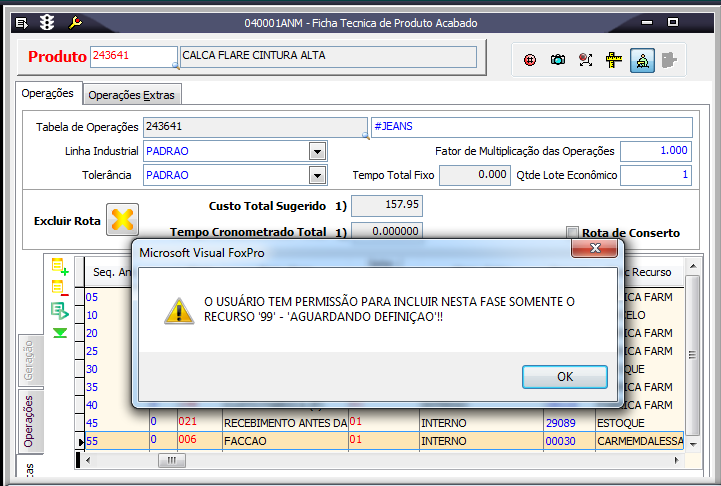 040001ANM - Ficha Tecnica de Produto Acabado
Produto 243641 CALCA FLARE CINTURA ALTA
Operações Operações Extras
Tabela de Operações 243641 #JEANS
Linha Industrial PADRAO Fator de Multiplicação das Operações 1.000
Tolerância PADRAO Tempo Total Fixo 0.000 Qtde Lote Econômico 1
Custo Total Sugerido 1) 157.95
Excluir Rota
Tempo Cronometrado Total 1) 0.000000 Rota de Conserto
Microsoft Visual FoxPro
O USUÁRIO TEM PERMISSÃO PARA INCLUIR NESTA FASE SOMENTE O
RECURSO '99' - 'AGUARDANDO DEFINIÇAO'!!
OK
Seq. An c Recurso
05 ICA FARM
10 ELO
20 ICA FARM
25 ICA FARM
30 QUE
35 ICA FARM
40 ICA FARM
45 0 021 RECEBIMENTO ANTES DA 01 INTERNO 29089 ESTOQUE
55 0 006 FACCAO 01 INTERNO 00030 CARMEMDALESSA
Geração
Operações
cas